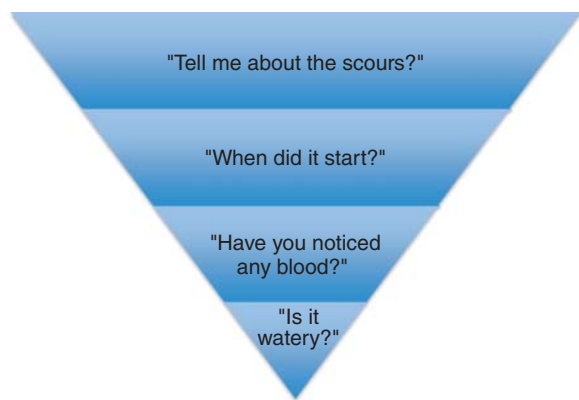 "Tell me about the scours?"
"When did it start?"
"Have you noticed
any blood?"
"Is it
watery?"